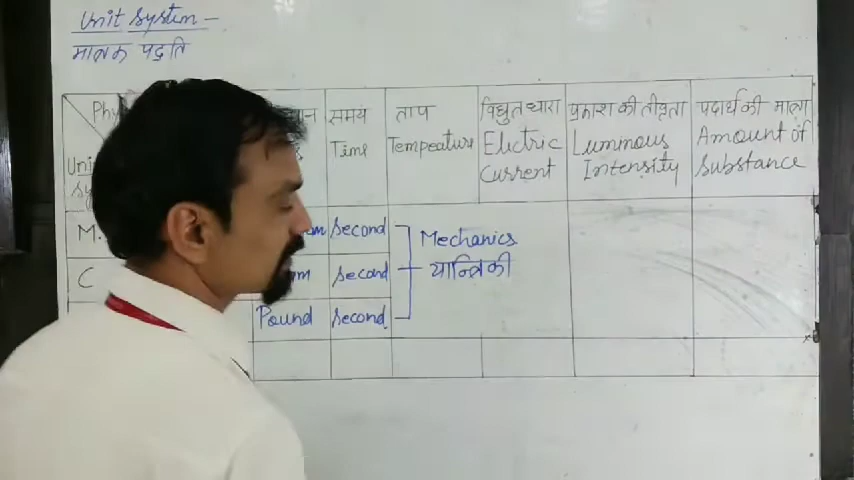 Unit System -
मात्रक पद्धति
समय ताप विद्युत धारा प्रकाश की तीव्रता पदार्थ की मात्रा
Time Tempeature Electric Luminous Amount of
Current Intensity Substance
M. second Mechanics
C second यान्त्रिकी
Pound second